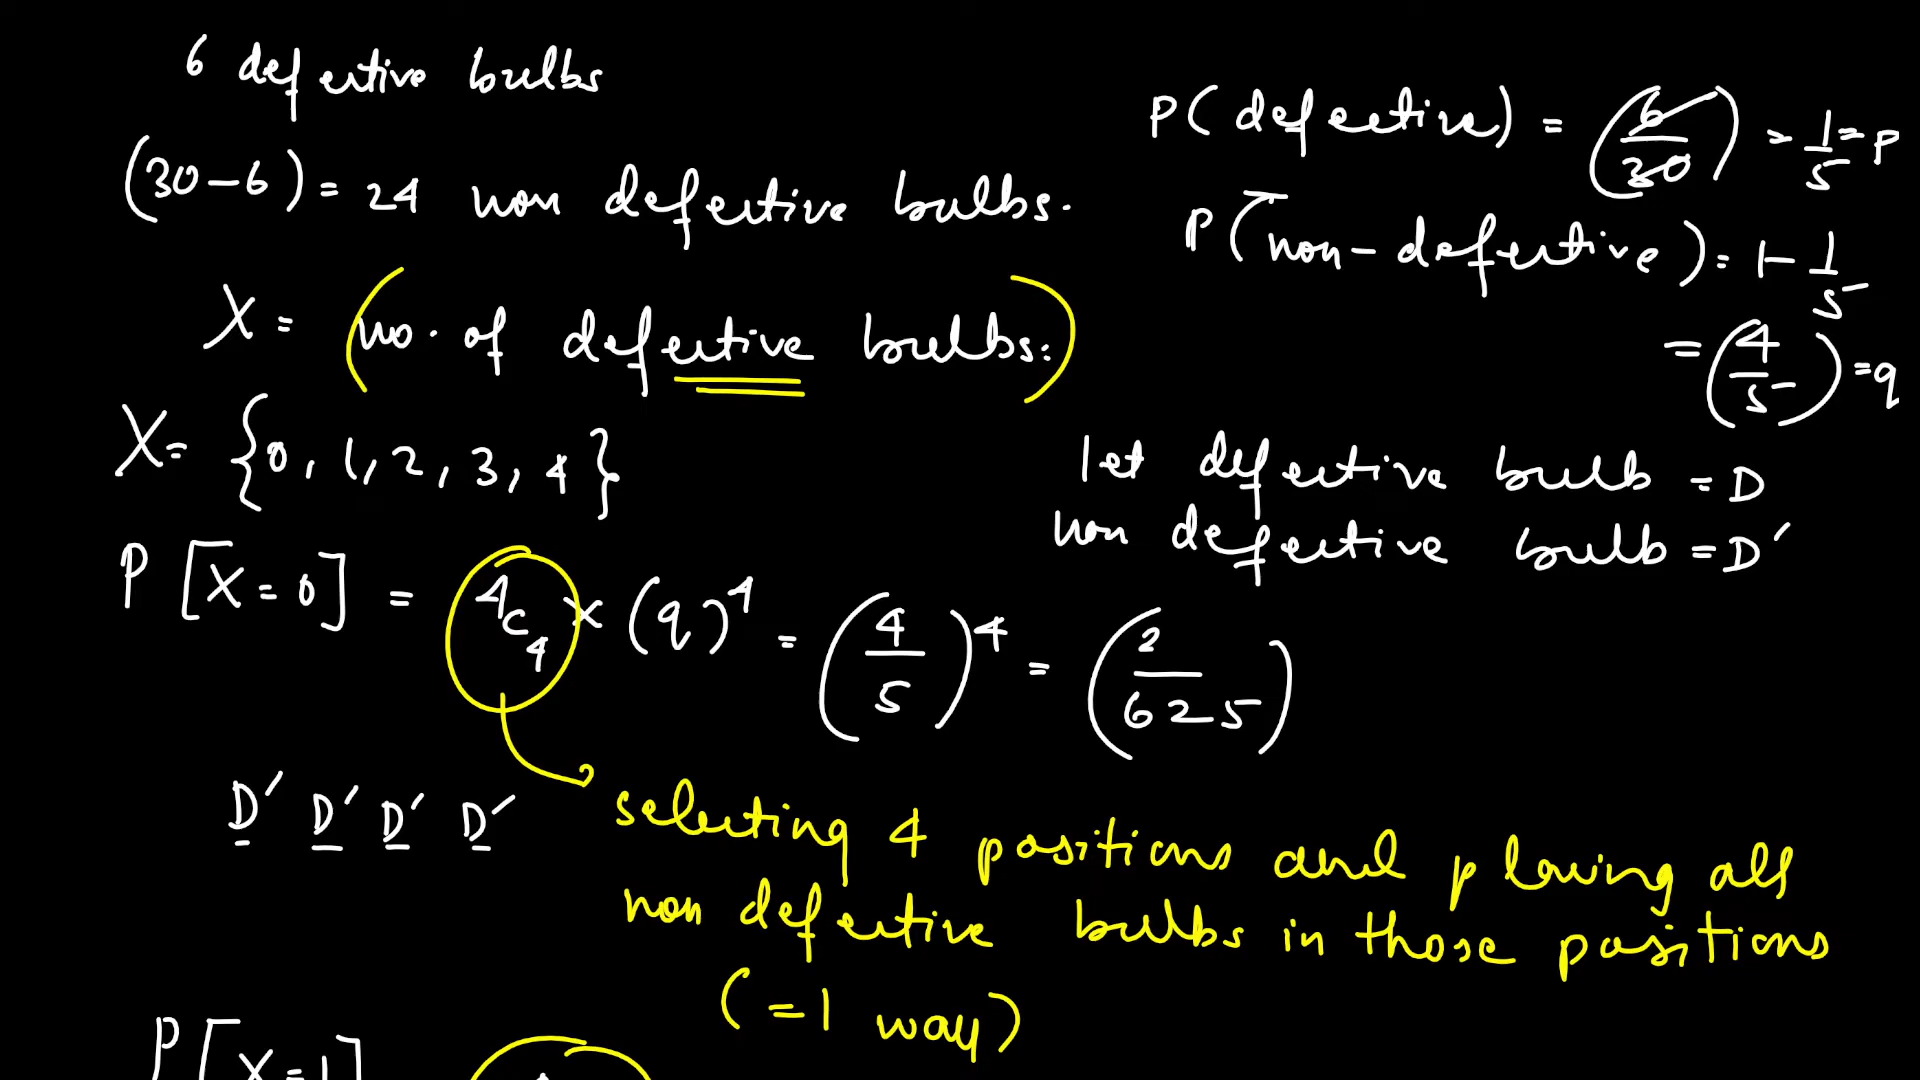 6 defective bulbs
(30-6) = 24 non defective bulbs.
X = (no. of defective bulbs.)
X = {0, 1, 2, 3, 4}
P(defective) = (6/30) = 1/5 = P
P(non-defective) = 1 - 1/5
= (4/5) = q
let defective bulb = D
non defective bulb = D'
P[X=0] = 4C4 × (q)^4 = (4/5)^4 = (2/625)
D' D' D' D'
selecting 4 positions and placing all
non defective bulbs in those positions
(=1 way)
P[X=1]